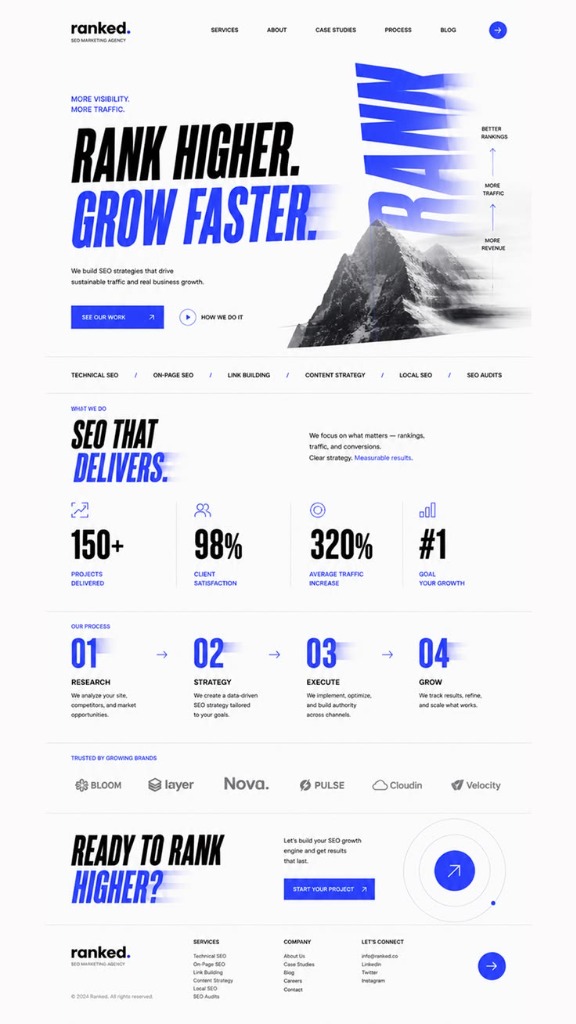 ranked.
SEO MARKETING AGENCY
SERVICES
ABOUT
CASE STUDIES
PROCESS
BLOG
MORE VISIBILITY.
MORE TRAFFIC.
RANK HIGHER.
GROW FASTER.
We build SEO strategies that drive
sustainable traffic and real business growth.
SEE OUR WORK
HOW WE DO IT
RANK
BETTER
RANKINGS
MORE
TRAFFIC
MORE
REVENUE
TECHNICAL SEO / ON-PAGE SEO / LINK BUILDING / CONTENT STRATEGY / LOCAL SEO / SEO AUDITS
WHAT WE DO
SEO THAT
DELIVERS.
We focus on what matters — rankings,
traffic, and conversions.
Clear strategy. Measurable results.
150+
PROJECTS
DELIVERED
98%
CLIENT
SATISFACTION
320%
AVERAGE TRAFFIC
INCREASE
#1
GOAL
YOUR GROWTH
OUR PROCESS
01
RESEARCH
We analyze your site,
competitors, and market
opportunities.
02
STRATEGY
We create a data-driven
SEO strategy tailored
to your goals.
03
EXECUTE
We implement, optimize,
and build authority
across channels.
04
GROW
We track results, refine,
and scale what works.
TRUSTED BY GROWING BRANDS
BLOOM
layer
Nova.
PULSE
Cloudin
Velocity
READY TO RANK
HIGHER?
Let's build your SEO growth
engine and get results
that last.
START YOUR PROJECT
ranked.
SEO MARKETING AGENCY
© 2024 Ranked. All rights reserved.
SERVICES
Technical SEO
On-Page SEO
Link Building
Content Strategy
Local SEO
SEO Audits
COMPANY
About Us
Case Studies
Blog
Careers
Contact
LET'S CONNECT
info@ranked.co
LinkedIn
Twitter
Instagram